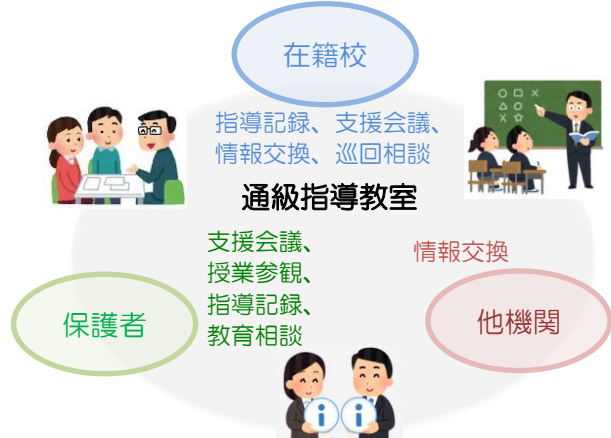 在籍校
指導記録、支援会議、
情報交換、巡回相談
通級指導教室
支援会議、
授業参観、
指導記録、
教育相談
情報交換
保護者
他機関
i i